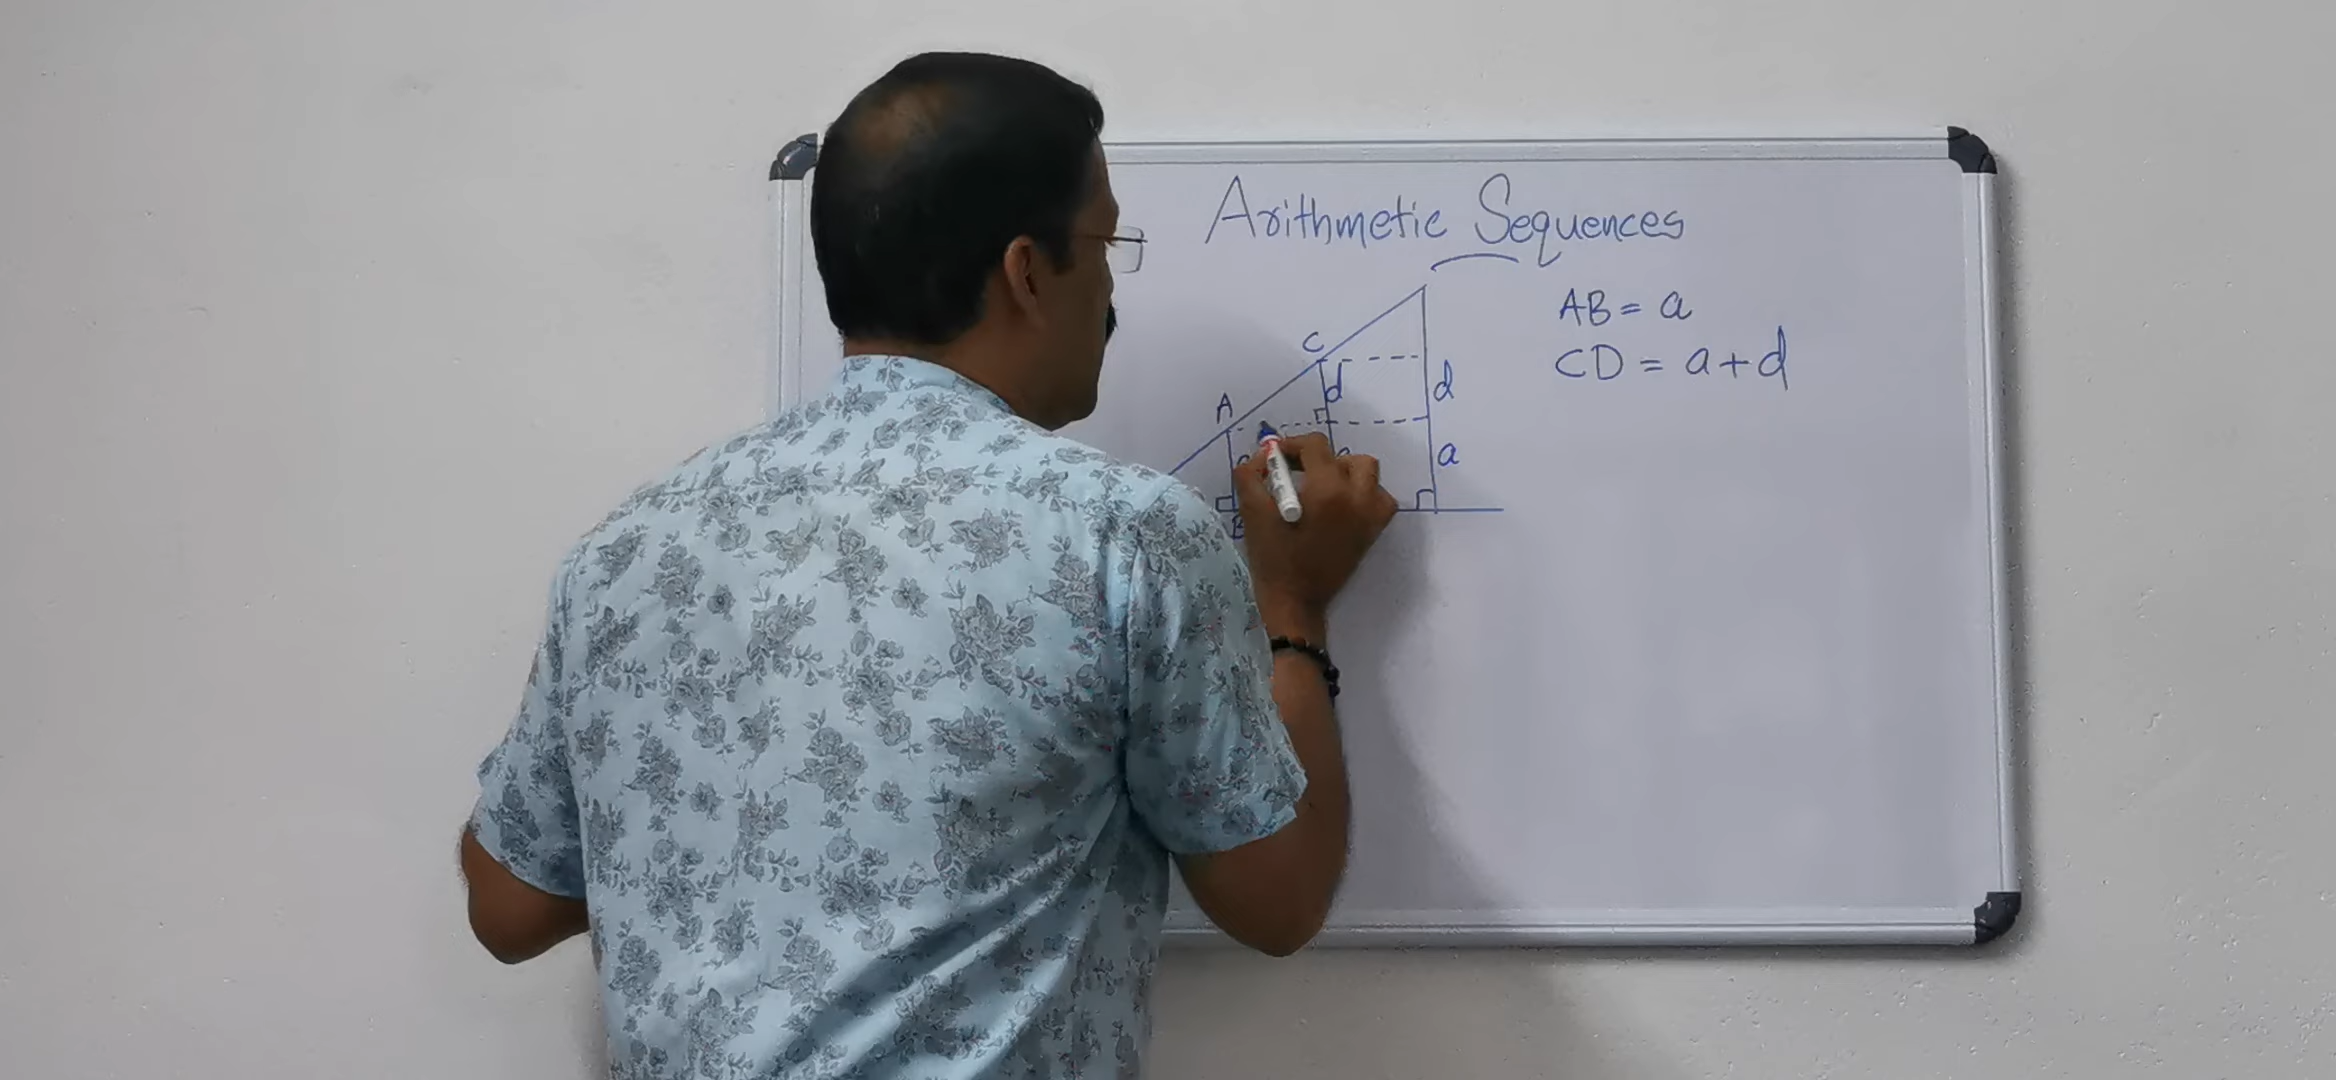 Arithmetic Sequences
AB = a
CD = a + d
C
d
d
A
a
B